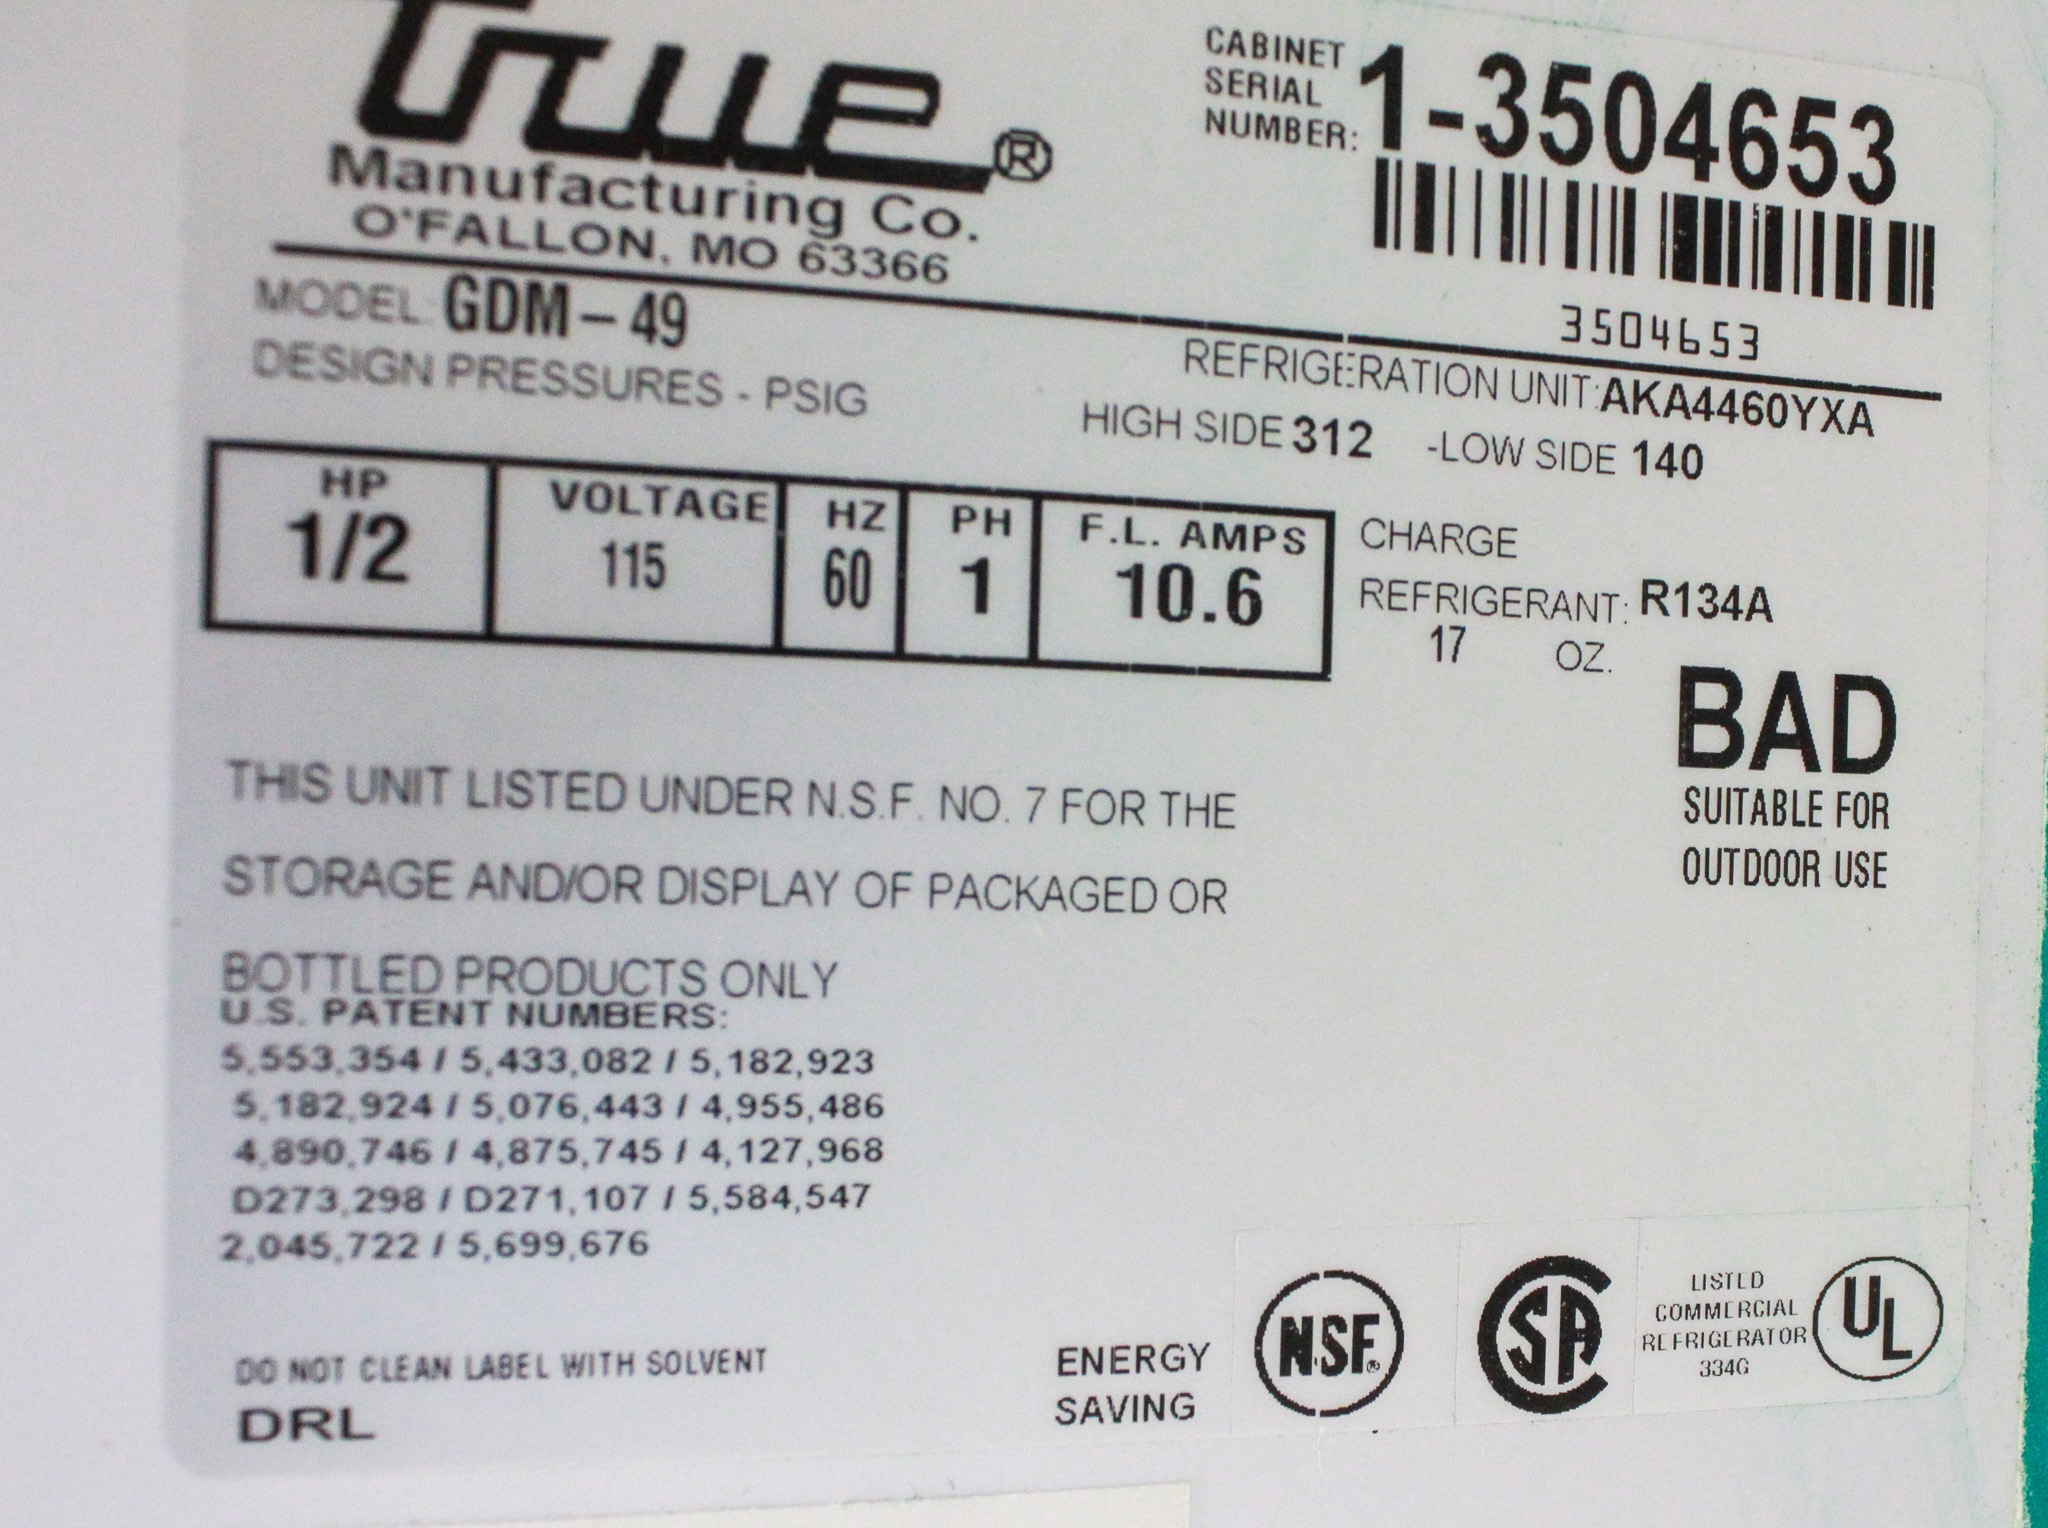 true®
Manufacturing Co.
O'FALLON, MO 63366
CABINET
SERIAL
NUMBER: 1-3504653
3504653
MODEL GDM-49
REFRIGERATION UNIT: AKA4460YXA
DESIGN PRESSURES - PSIG HIGH SIDE 312 -LOW SIDE 140
HP VOLTAGE HZ PH F.L. AMPS
1/2 115 60 1 10.6
CHARGE
REFRIGERANT: R134A
17 OZ.
BAD
SUITABLE FOR
OUTDOOR USE
THIS UNIT LISTED UNDER N.S.F. NO. 7 FOR THE
STORAGE AND/OR DISPLAY OF PACKAGED OR
BOTTLED PRODUCTS ONLY
U.S. PATENT NUMBERS:
5,553,354 / 5,433,082 / 5,182,923
5,182,924 / 5,076,443 / 4,955,486
4,890,746 / 4,875,745 / 4,127,968
D273,298 / D271,107 / 5,584,547
2,045,722 / 5,699,676
DO NOT CLEAN LABEL WITH SOLVENT
DRL
ENERGY
SAVING
NSF®
SA
LISTED
COMMERCIAL
REFRIGERATOR
334G
UL